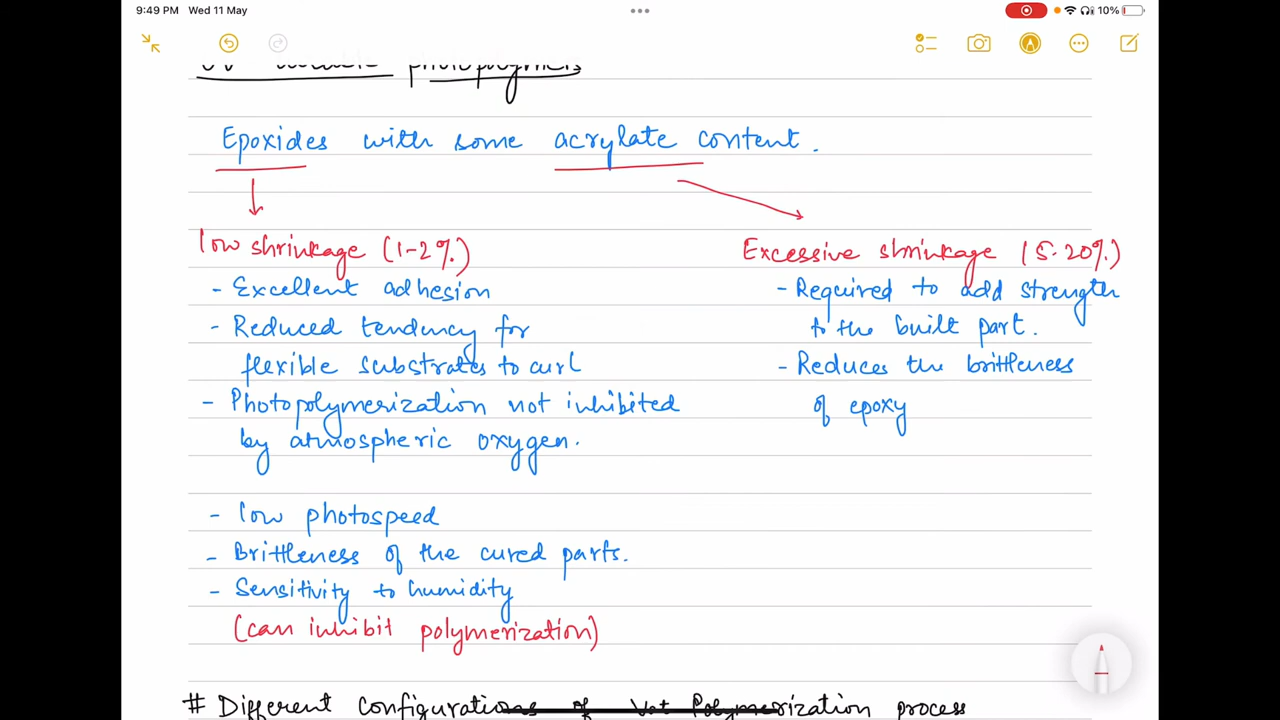 9:49 PM Wed 11 May
10%
photopolymers
Epoxides with some acrylate content.
low shrinkage (1-2%)
- Excellent adhesion
- Reduced tendency for
flexible substrates to curl
- Photopolymerization not inhibited
by atmospheric oxygen.
- low photospeed
- Brittleness of the cured parts.
- Sensitivity to humidity
(can inhibit polymerization)
Excessive shrinkage (5-20%)
- Required to add strength
to the built part.
- Reduces the brittleness
of epoxy
# Different configurations of Vat Polymerization process